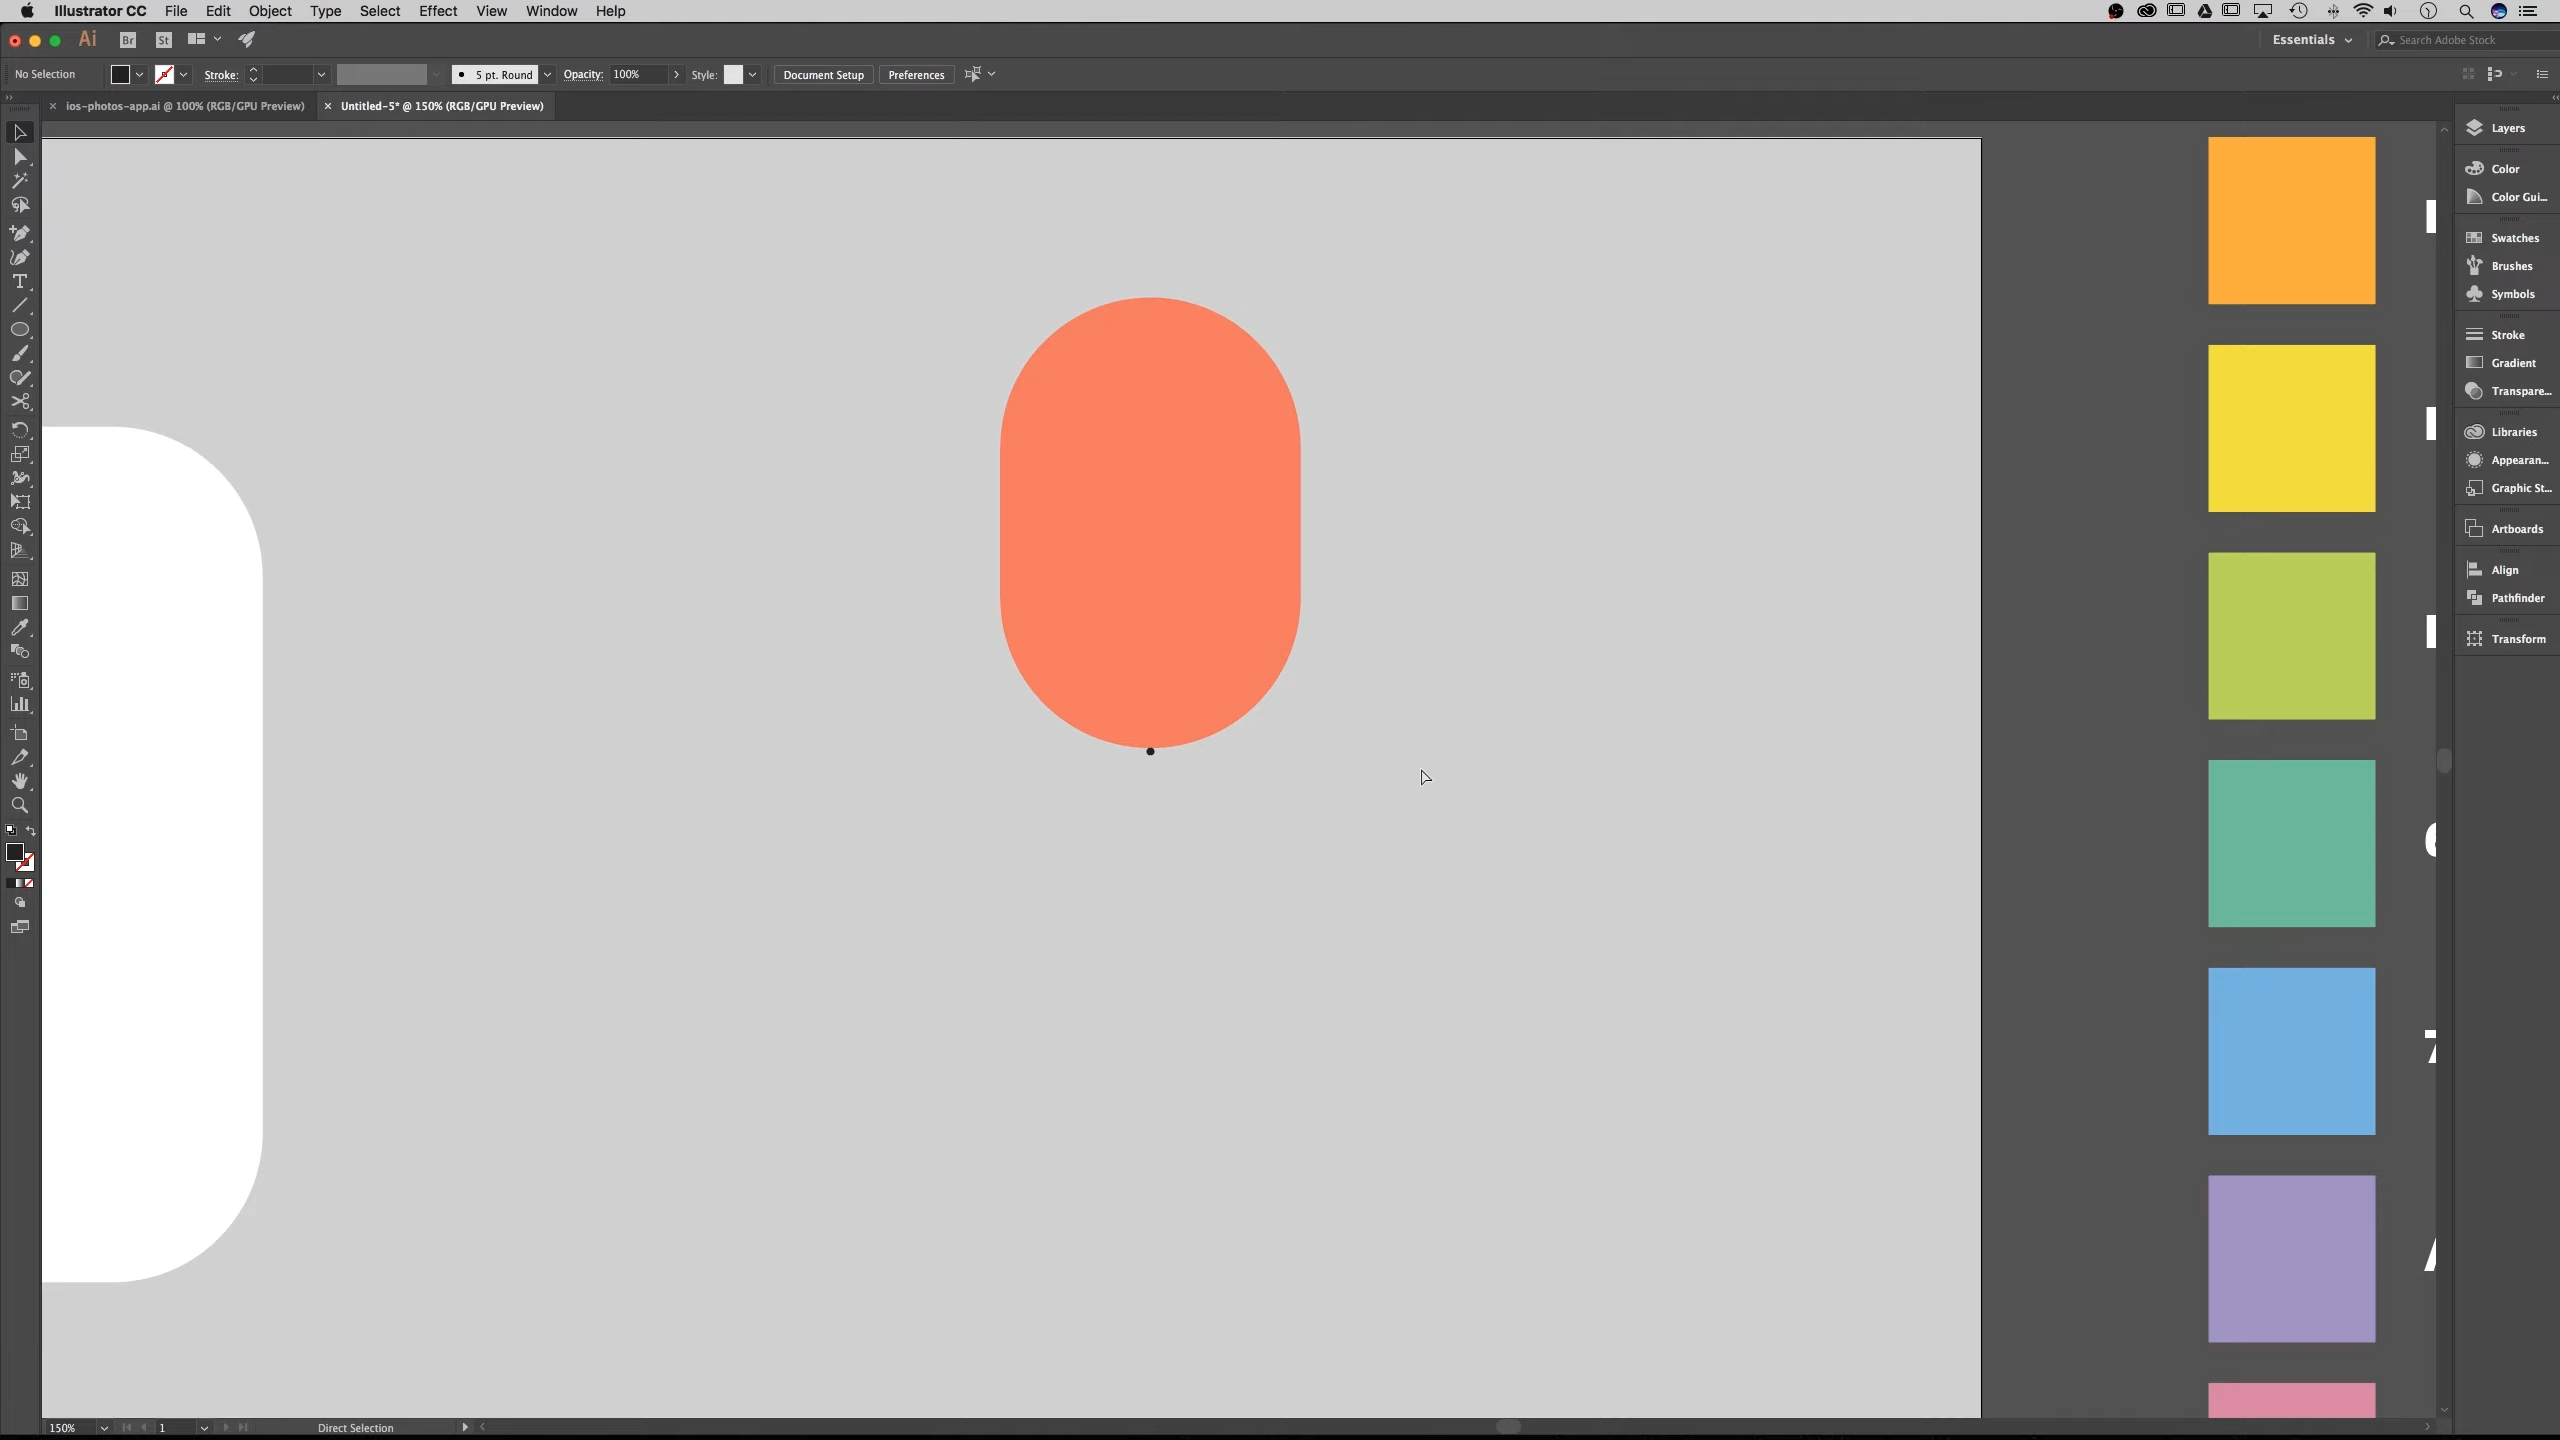 Illustrator CC File Edit Object Type Select Effect View Window Help
Ai Br St Essentials Search Adobe Stock
No Selection Stroke: 5 pt. Round Opacity: 100% Style: Document Setup Preferences
ios-photos-app.ai @ 100% (RGB/GPU Preview) Untitled-5* @ 150% (RGB/GPU Preview)
Layers
Color
Color Gui...
Swatches
Brushes
Symbols
Stroke
Gradient
Transpare...
Libraries
Appearan...
Graphic St...
Artboards
Align
Pathfinder
Transform
150% 1 Direct Selection